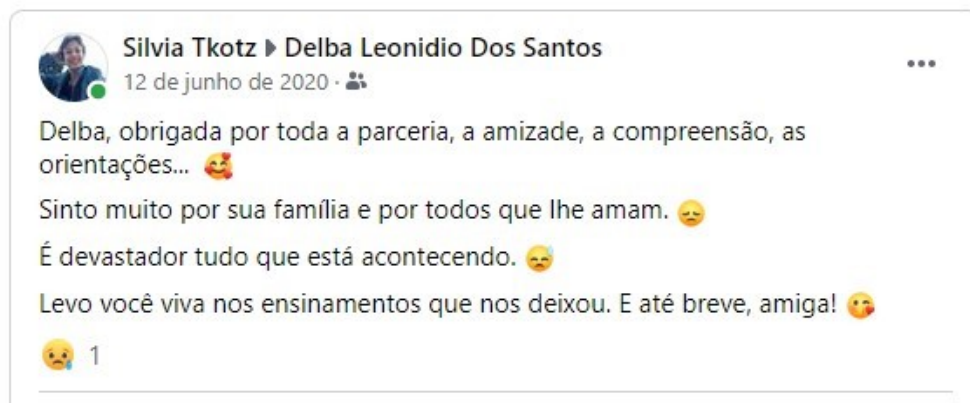 Silvia Tkotz ▸ Delba Leonidio Dos Santos
12 de junho de 2020 ·
Delba, obrigada por toda a parceria, a amizade, a compreensão, as
orientações... 🥰
Sinto muito por sua família e por todos que lhe amam. 😞
É devastador tudo que está acontecendo. 😓
Levo você viva nos ensinamentos que nos deixou. E até breve, amiga! 😘
😢 1